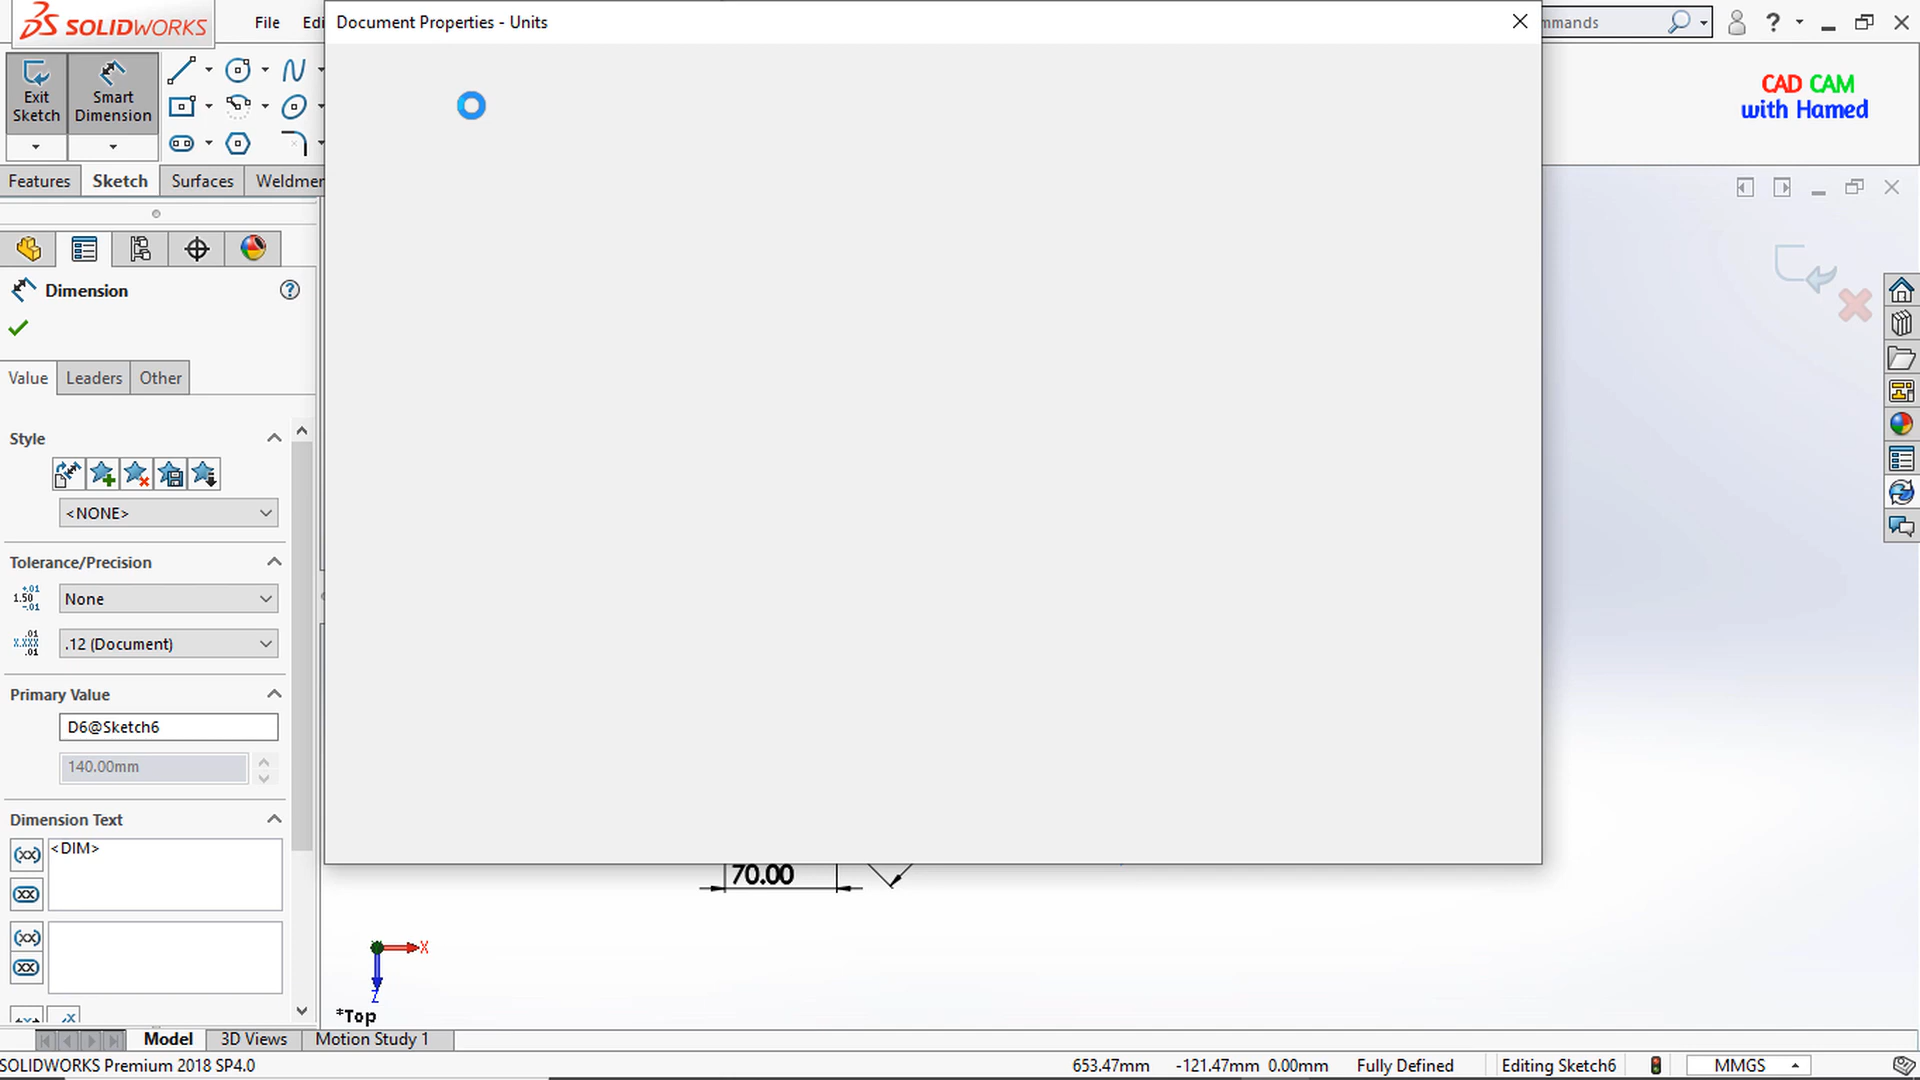 SOLIDWORKS
File
Edi
Document Properties - Units
mmands
?
Exit Sketch
Smart Dimension
CAD CAM
with Hamed
Features
Sketch
Surfaces
Weldmer
Dimension
Value
Leaders
Other
Style
<NONE>
Tolerance/Precision
None
.12 (Document)
Primary Value
D6@Sketch6
140.00mm
Dimension Text
<DIM>
70.00
X
Z
*Top
Model
3D Views
Motion Study 1
SOLIDWORKS Premium 2018 SP4.0
653.47mm
-121.47mm
0.00mm
Fully Defined
Editing Sketch6
MMGS